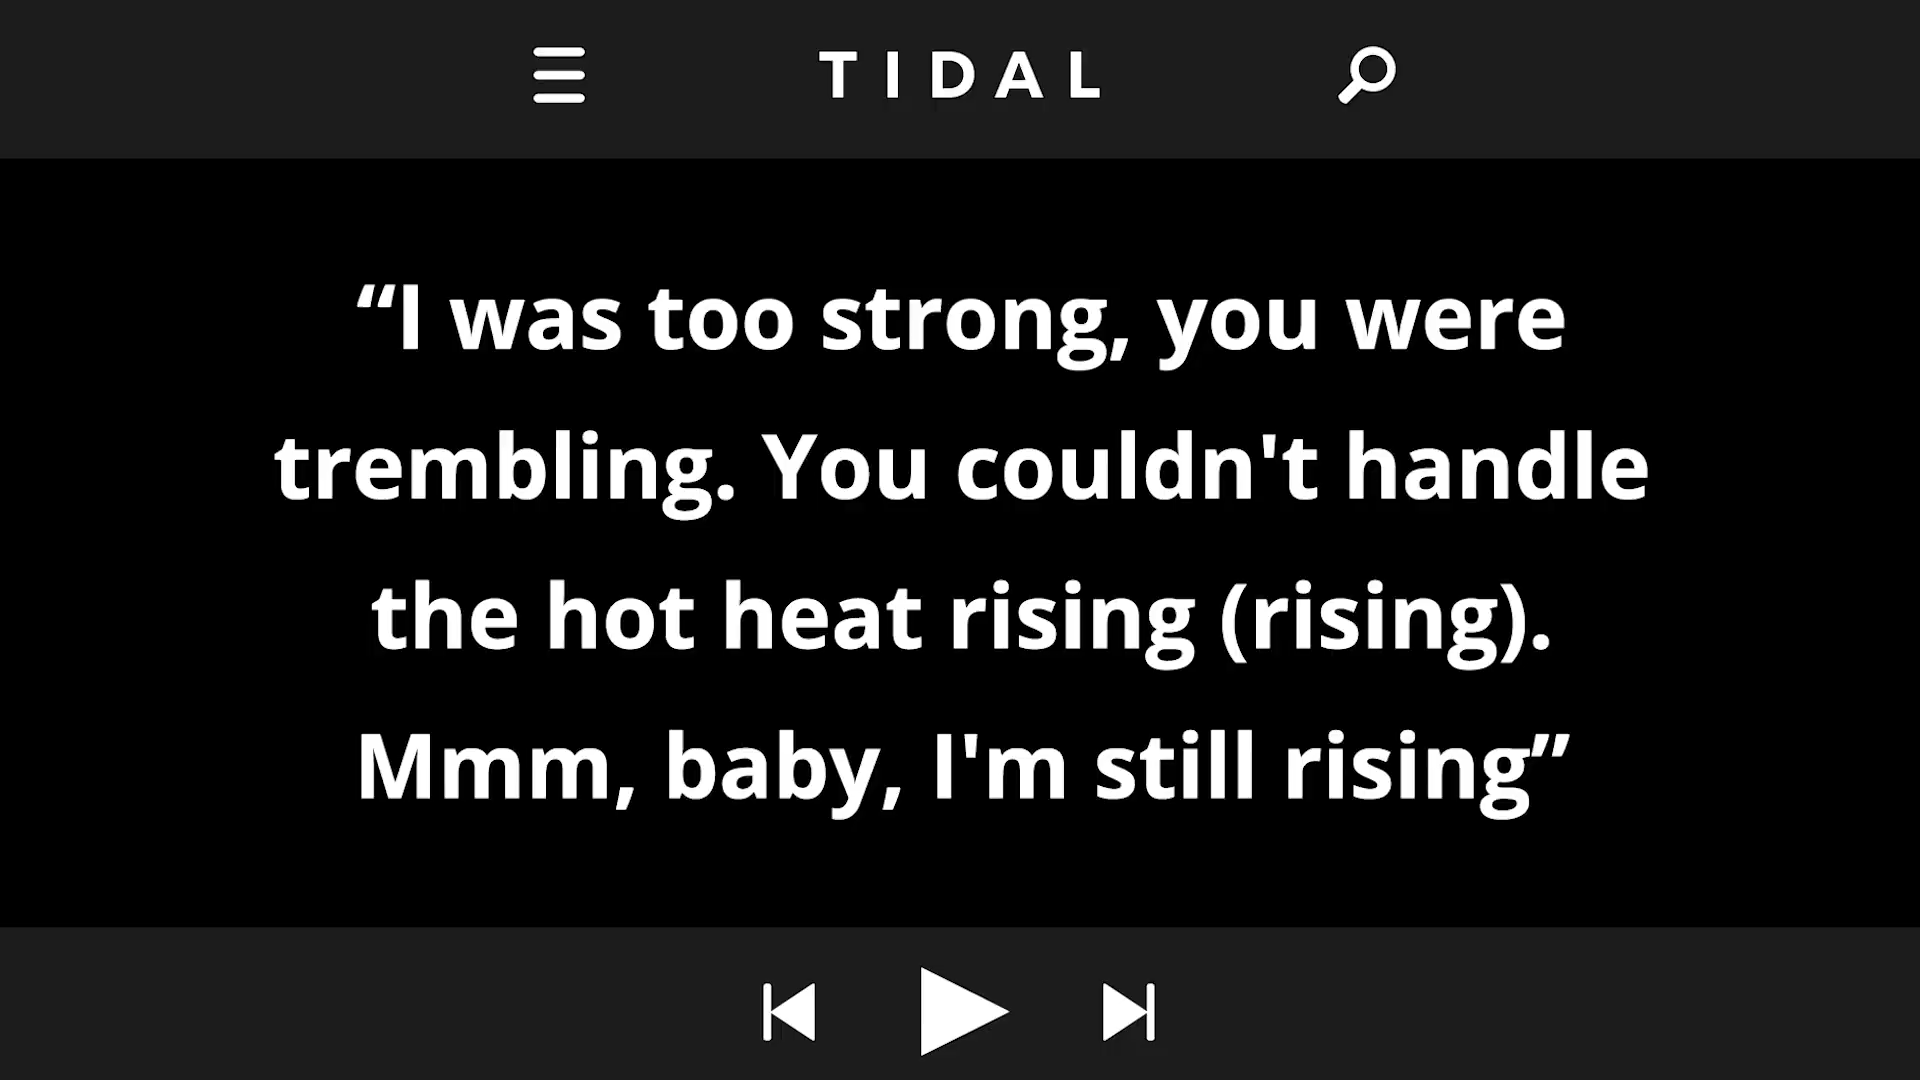 TIDAL
“I was too strong, you were
trembling. You couldn't handle
the hot heat rising (rising).
Mmm, baby, I'm still rising”